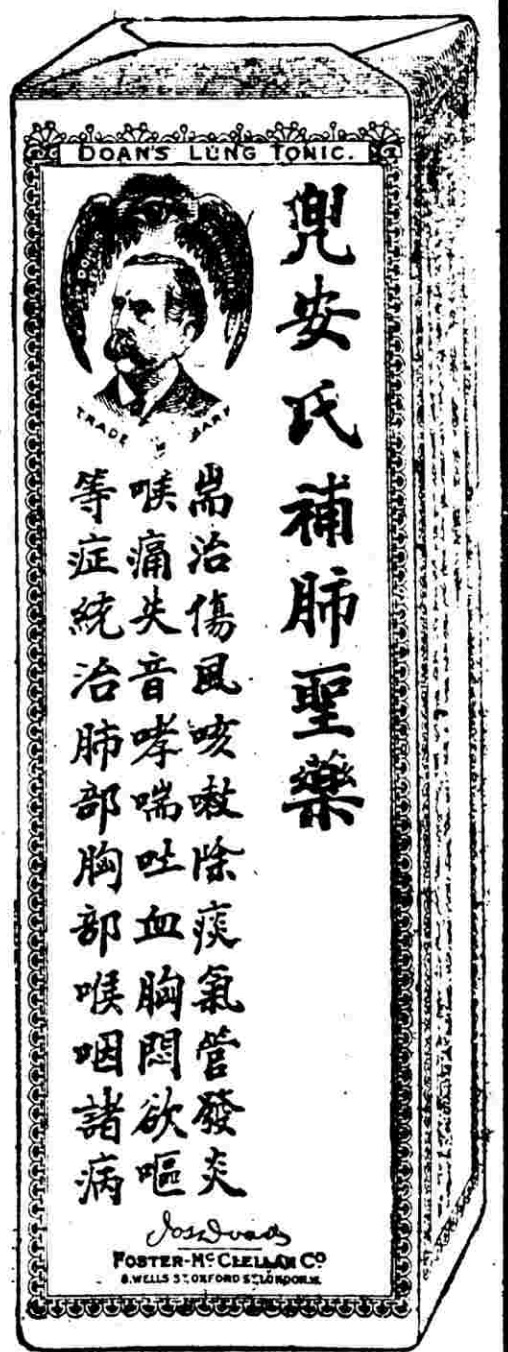 DOAN'S LUNG TONIC.
兜安氏補肺聖藥
耑治傷風咳嗽除痰氣管發炎
喉痛失音哮喘吐血胸悶欲嘔
等症統治肺部胸部喉咽諸病
TRADE MARK
FOSTER-McCLELLAN CO
8, WELLS ST. OXFORD ST. LONDON. W.